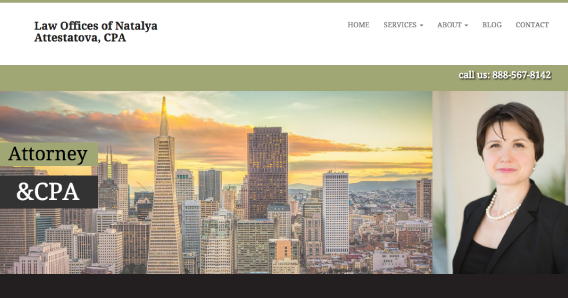 Law Offices of Natalya
Attestatova, CPA
HOME SERVICES ABOUT BLOG CONTACT
call us: 888-567-8142
Attorney
&CPA